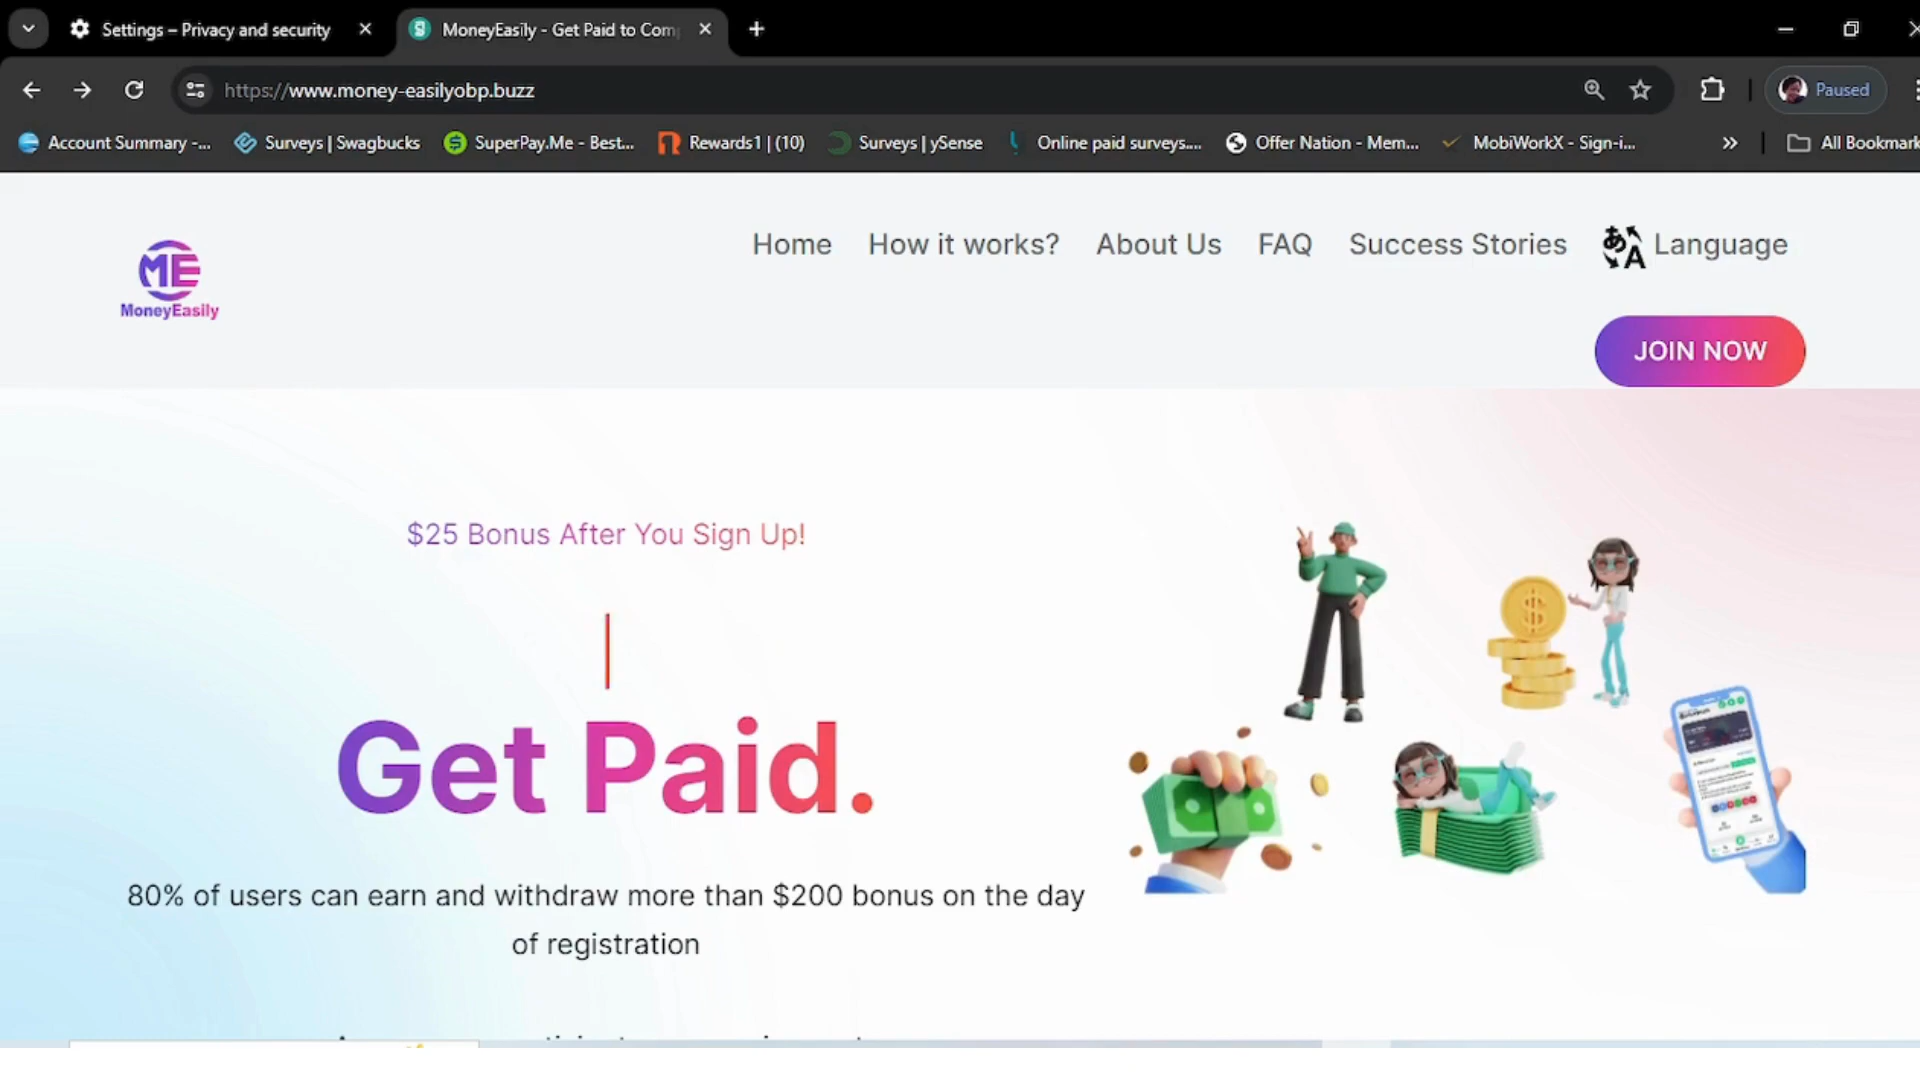 Settings – Privacy and security
MoneyEasily - Get Paid to Com
https://www.money-easilyobp.buzz
Paused
Account Summary -...
Surveys | Swagbucks
SuperPay.Me - Best...
Rewards1 | (10)
Surveys | ySense
Online paid surveys....
Offer Nation - Mem...
MobiWorkX - Sign-i...
»
All Bookmark
ME
MoneyEasily
Home
How it works?
About Us
FAQ
Success Stories
Language
JOIN NOW
$25 Bonus After You Sign Up!
Get Paid.
80% of users can earn and withdraw more than $200 bonus on the day
of registration